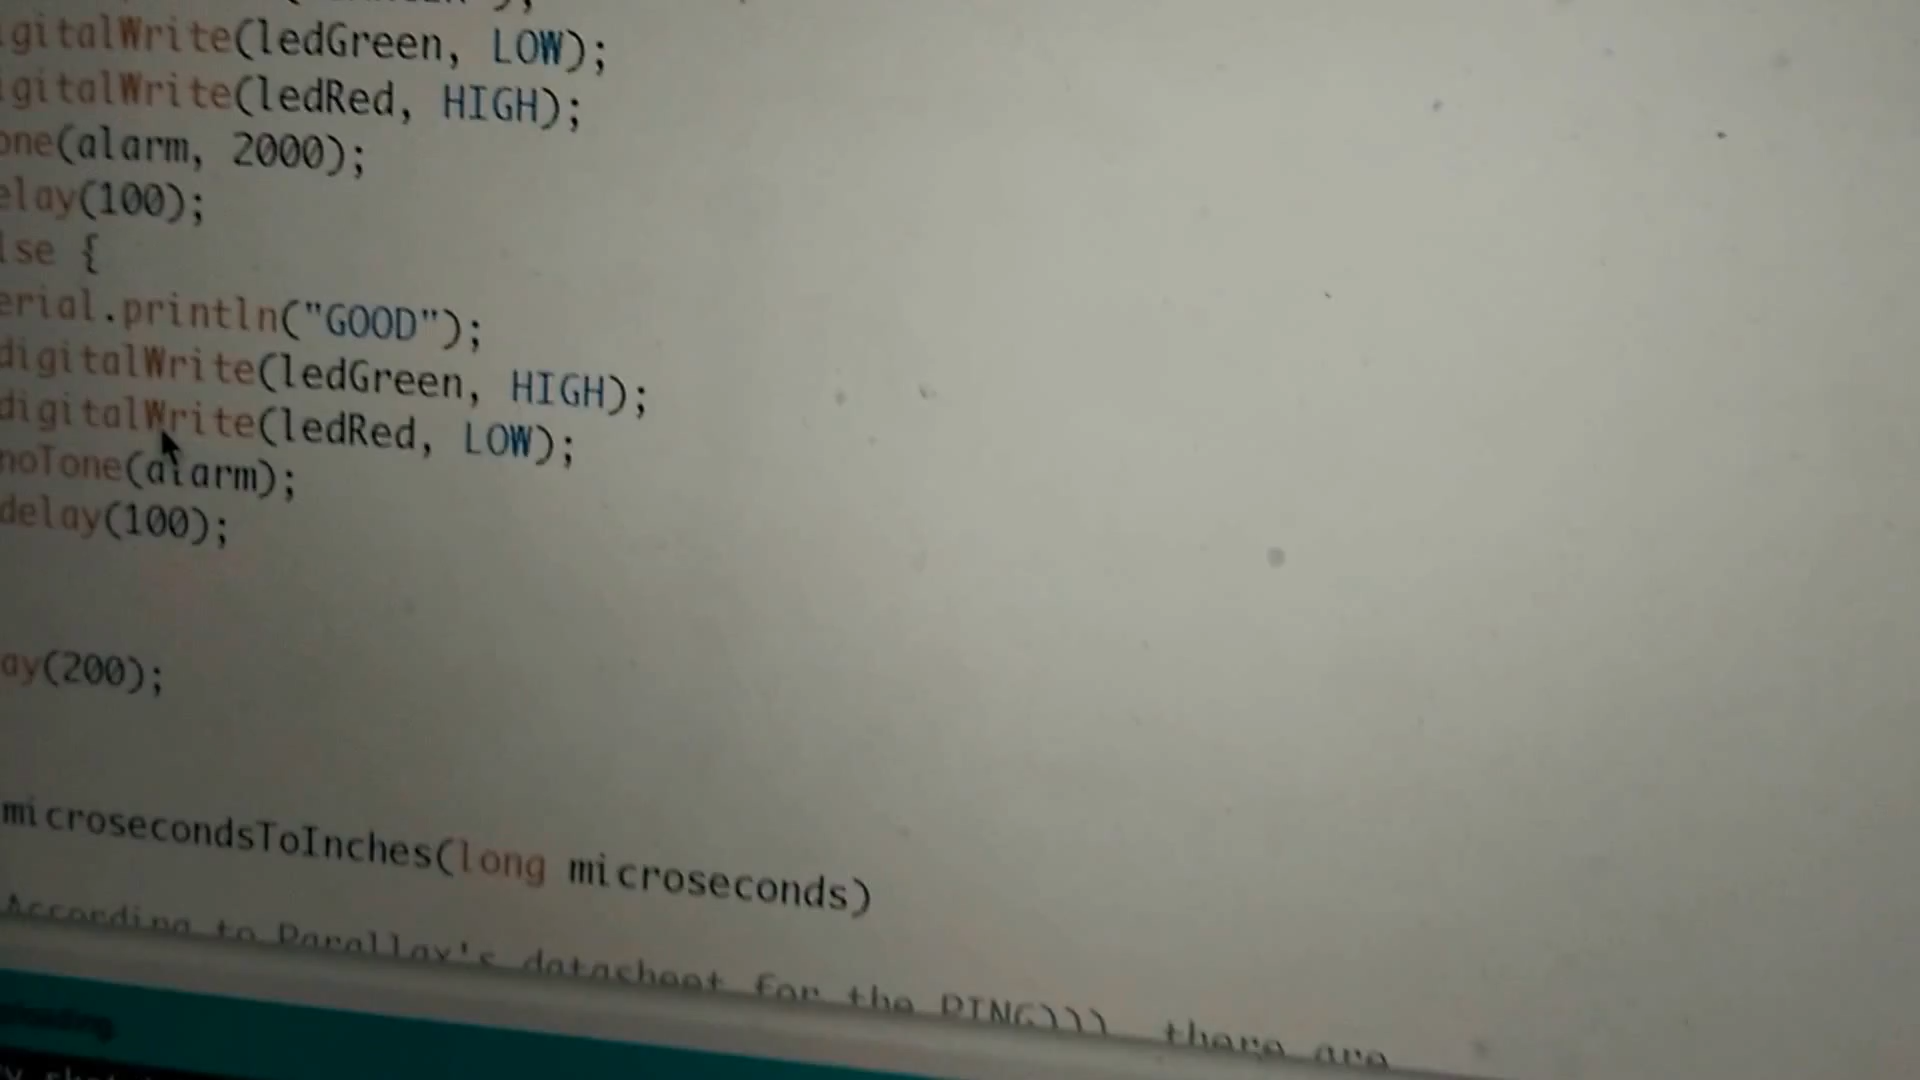 gitalWrite(ledGreen, LOW);
igitalWrite(ledRed, HIGH);
one(alarm, 2000);
elay(100);
lse {
erial.println("GOOD");
digitalWrite(ledGreen, HIGH);
digitalWrite(ledRed, LOW);
noTone(alarm);
delay(100);
ay(200);
microsecondsToInches(long microseconds)
According to Parallax's datasheet for the PING))) there are